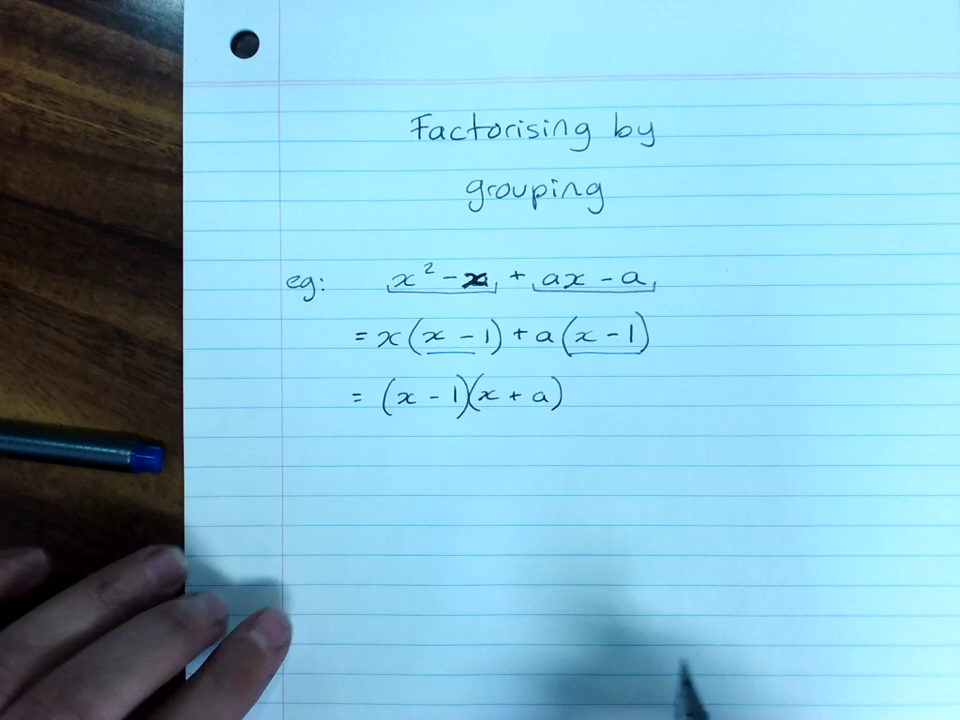 Factorising by
grouping
eg: x² - x + ax - a
= x(x - 1) + a(x - 1)
= (x - 1)(x + a)